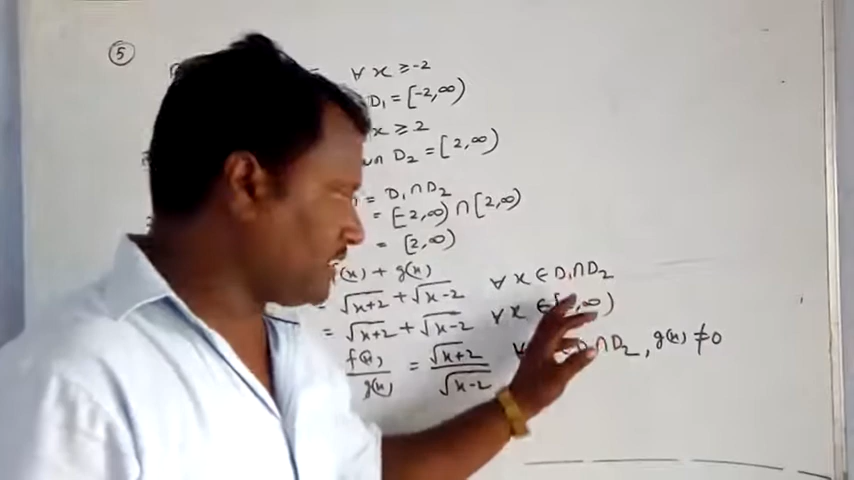 5
∀ x ≥ -2
D₁ = [-2,∞)
x ≥ 2
D₂ = [2,∞)
= D₁∩D₂
= [-2,∞) ∩ [2,∞)
= [2,∞)
f(x) + g(x) ∀ x ∈ D₁∩D₂
√x+2 + √x-2 ∀ x ∈ [2,∞)
= √x+2 + √x-2
f(x)/g(x) = √x+2/√x-2 ∩D₂, g(x) ≠ 0